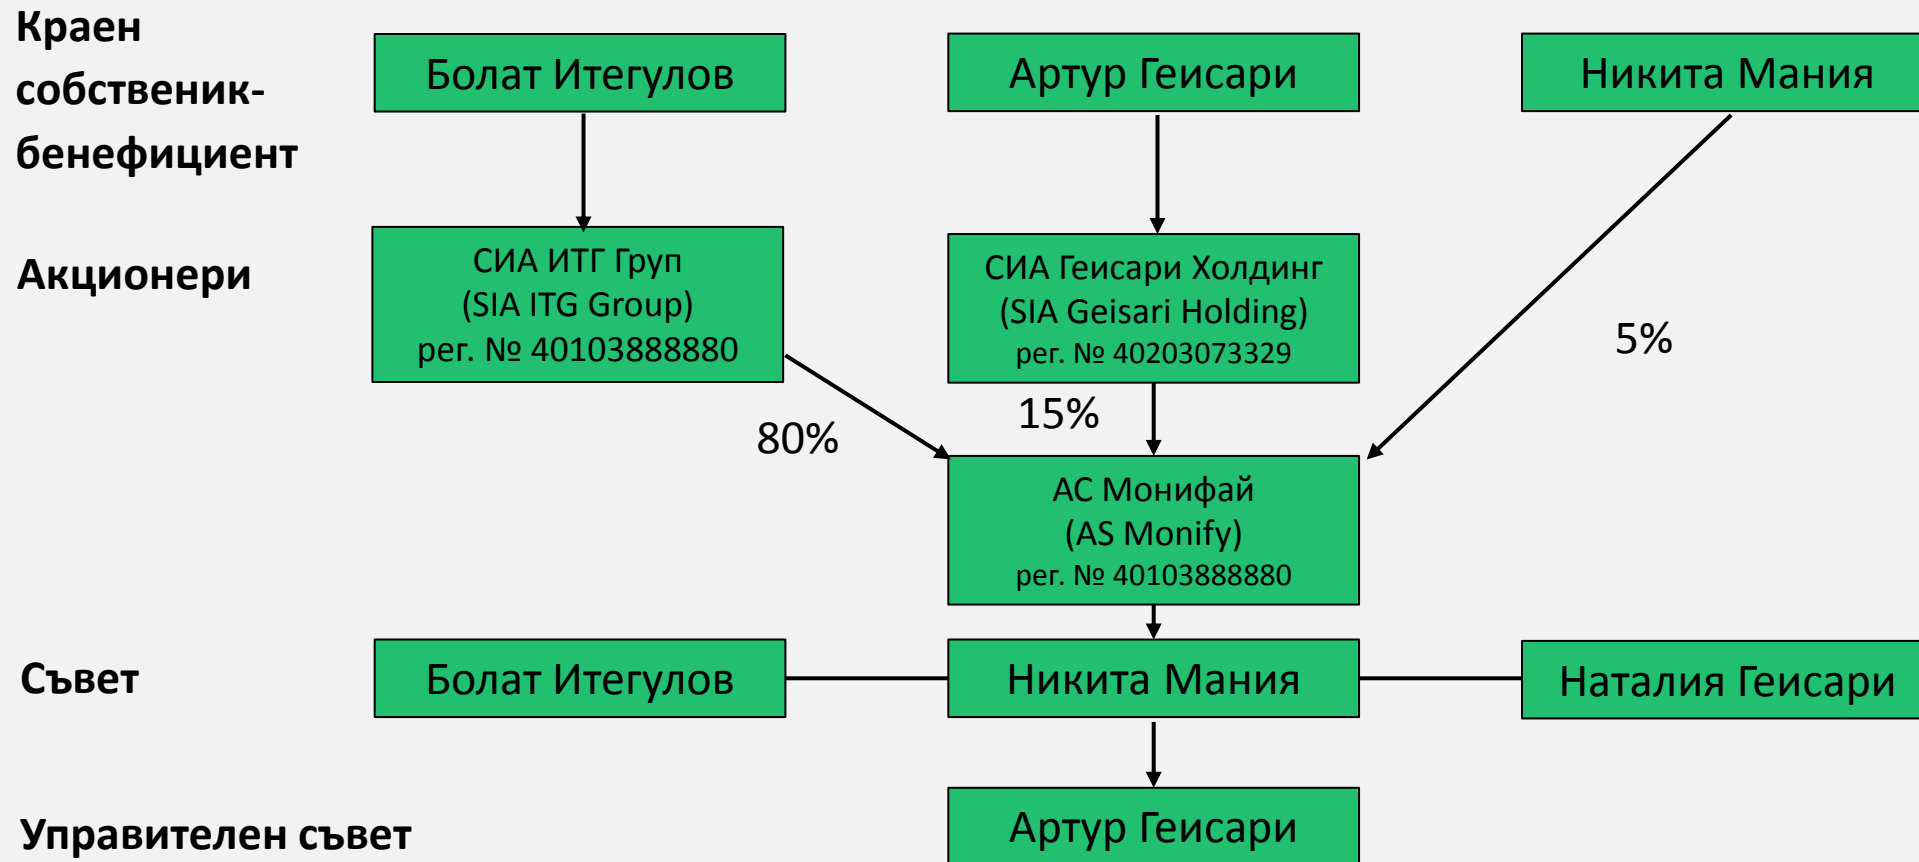 Краен
собственик-
бенефициент
Болат Итегулов
Артур Геисари
Никита Мания
Акционери
СИА ИТГ Груп
(SIA ITG Group)
рег. № 40103888880
СИА Геисари Холдинг
(SIA Geisari Holding)
рег. № 40203073329
5%
80%
15%
АС Монифай
(AS Monify)
рег. № 40103888880
Съвет
Болат Итегулов
Никита Мания
Наталия Геисари
Управителен съвет
Артур Геисари